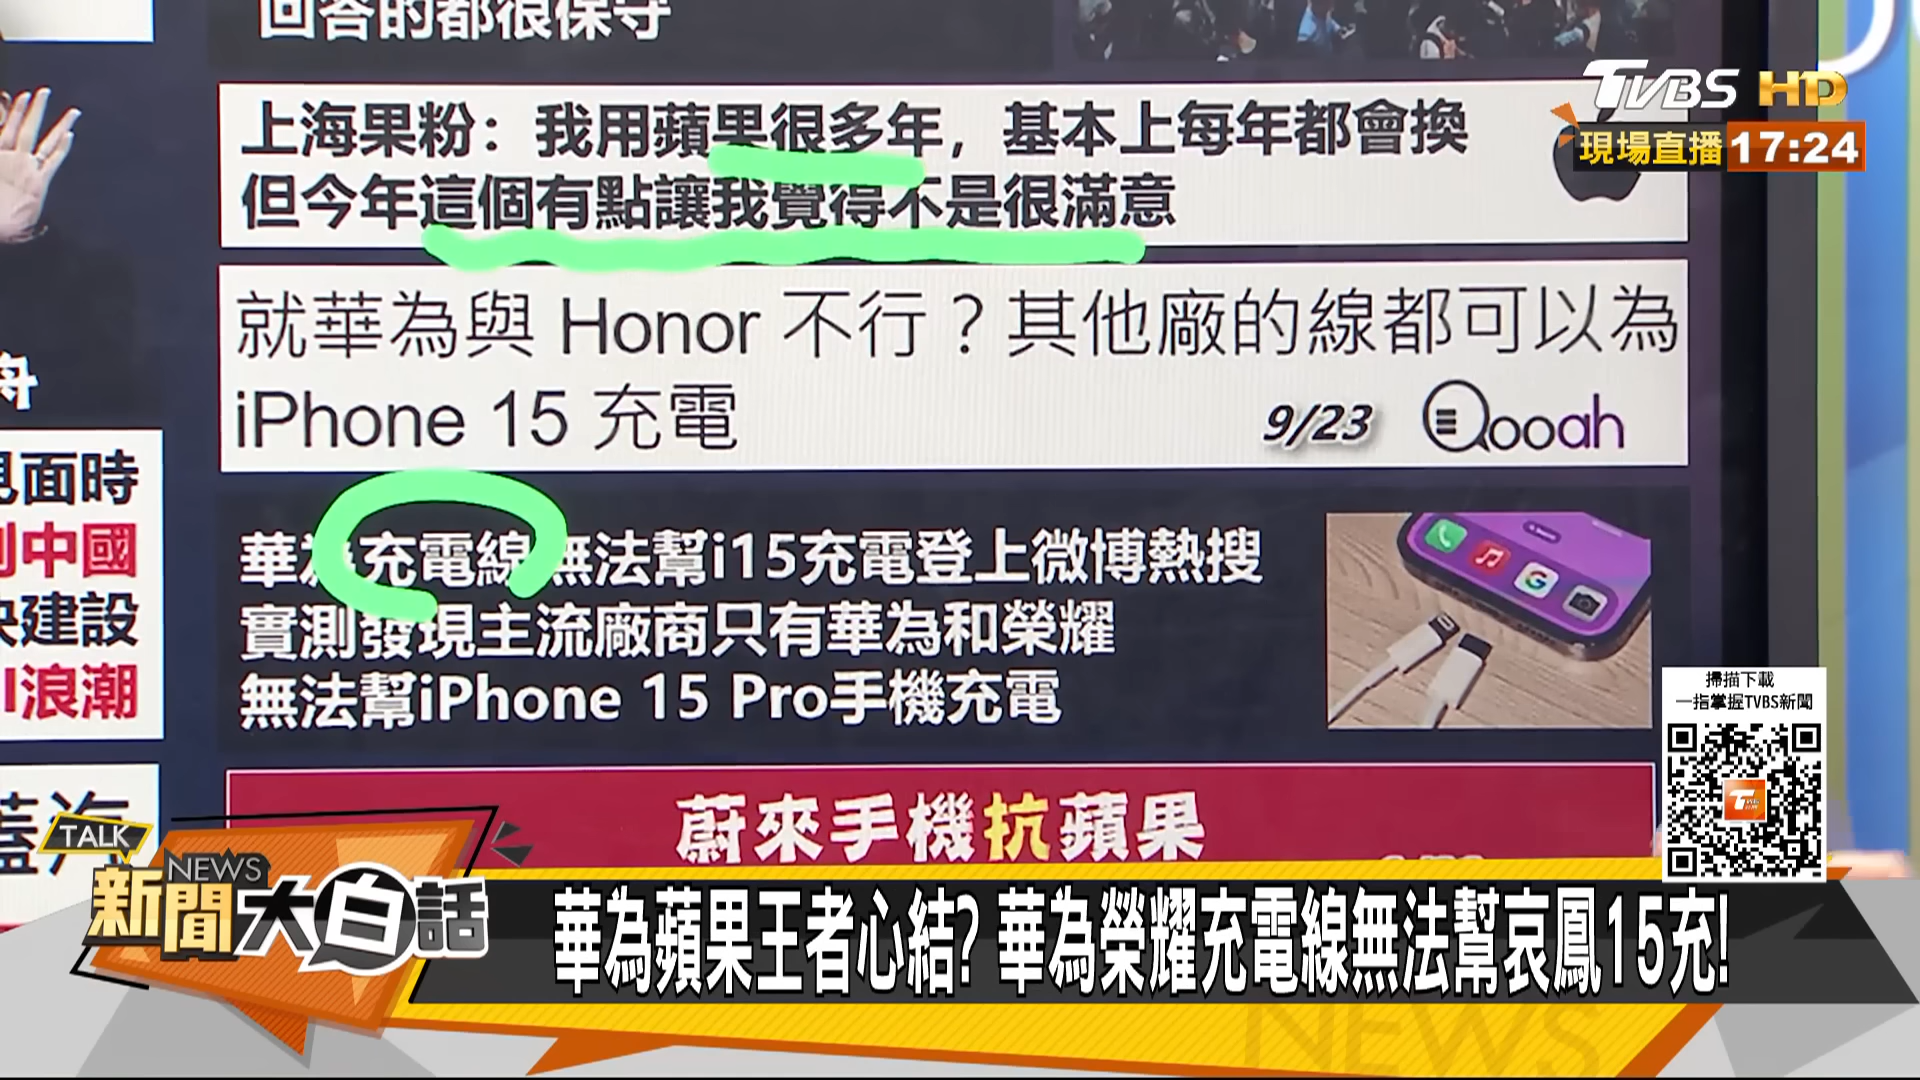 回答的都很保守
上海果粉：我用蘋果很多年，基本上每年都會換
但今年這個有點讓我覺得不是很滿意
就華為與 Honor 不行？其他廠的線都可以為
iPhone 15 充電
9/23 Qooah
華為充電線無法幫i15充電登上微博熱搜
實測發現主流廠商只有華為和榮耀
無法幫iPhone 15 Pro手機充電
蔚來手機抗蘋果
舟
見面時
中國
建設
浪潮
TVBS HD
現場直播 17:24
掃描下載
一指掌握TVBS新聞
TALK
NEWS
新聞大白話
華為蘋果王者心結? 華為榮耀充電線無法幫哀鳳15充!
NEWS